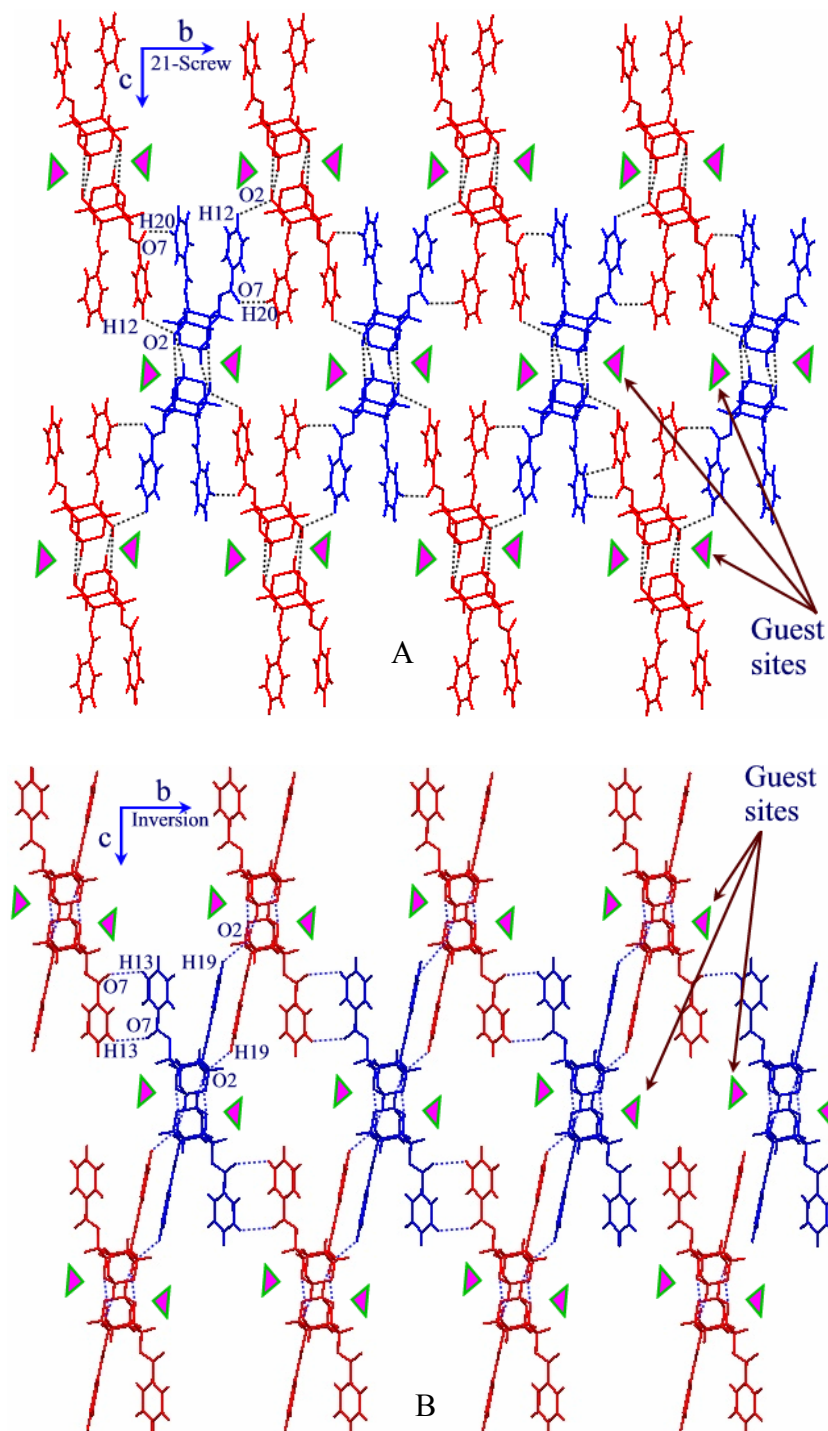 b
21-Screw
c
O2
H12
H20
O7
O7
H20
H12
O2
Guest
sites
A
Guest
sites
b
Inversion
c
O2
H13
H19
O7
O7
H13
H19
O2
B